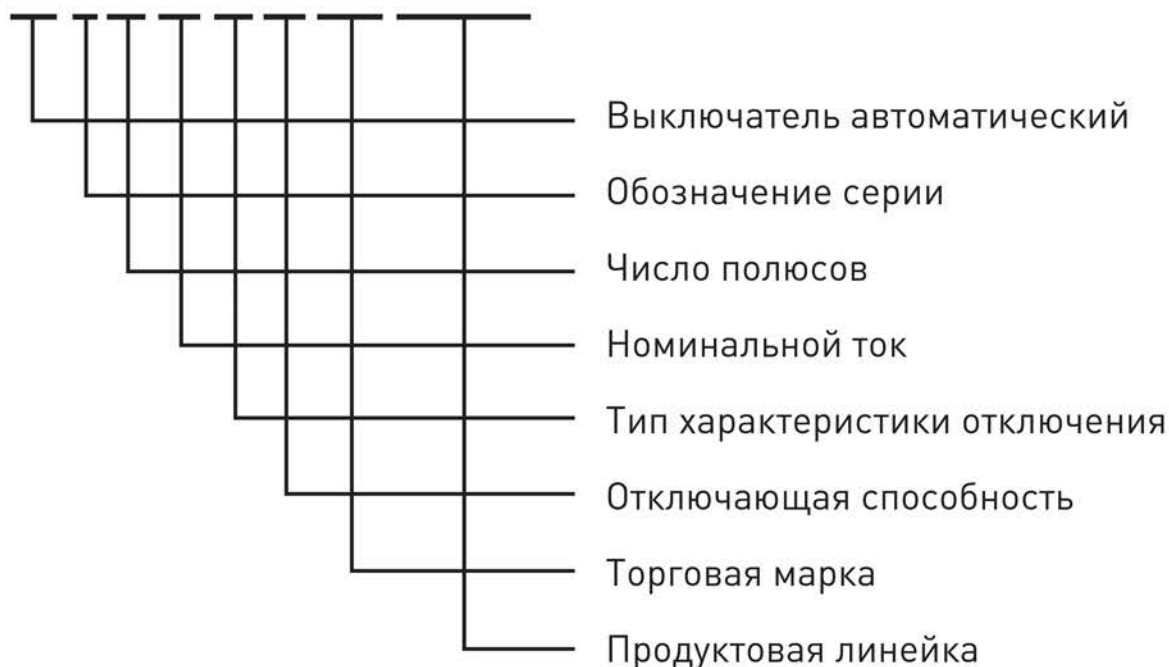 Выключатель автоматический
Обозначение серии
Число полюсов
Номинальной ток
Тип характеристики отключения
Отключающая способность
Торговая марка
Продуктовая линейка